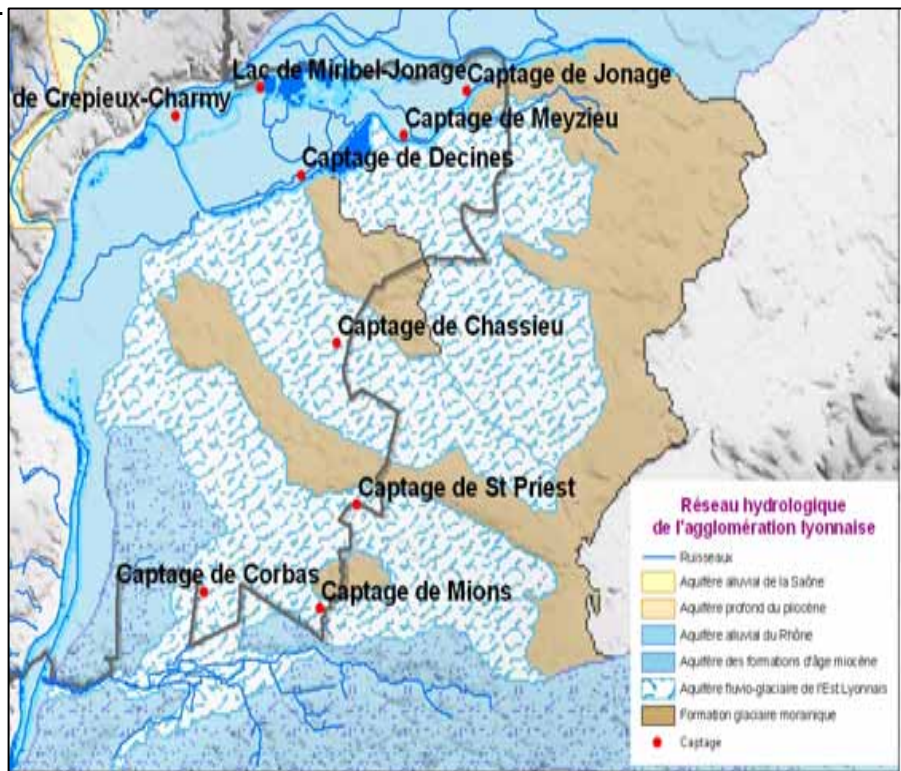 Lac de Miribel-Jonage
Captage de Jonage
de Crépieux-Charmy
Captage de Meyzieu
Captage de Decines
Captage de Chassieu
Captage de St Priest
Captage de Corbas
Captage de Mions
Réseau hydrologique
de l'agglomération lyonnaise
Ruisseaux
Aquifère alluvial de la Saône
Aquifère profond du pliocène
Aquifère alluvial du Rhône
Aquifère des formations d'âge miocène
Aquifère fluvio-glaciaire de l'Est Lyonnais
Formation glaciaire morainique
Captage